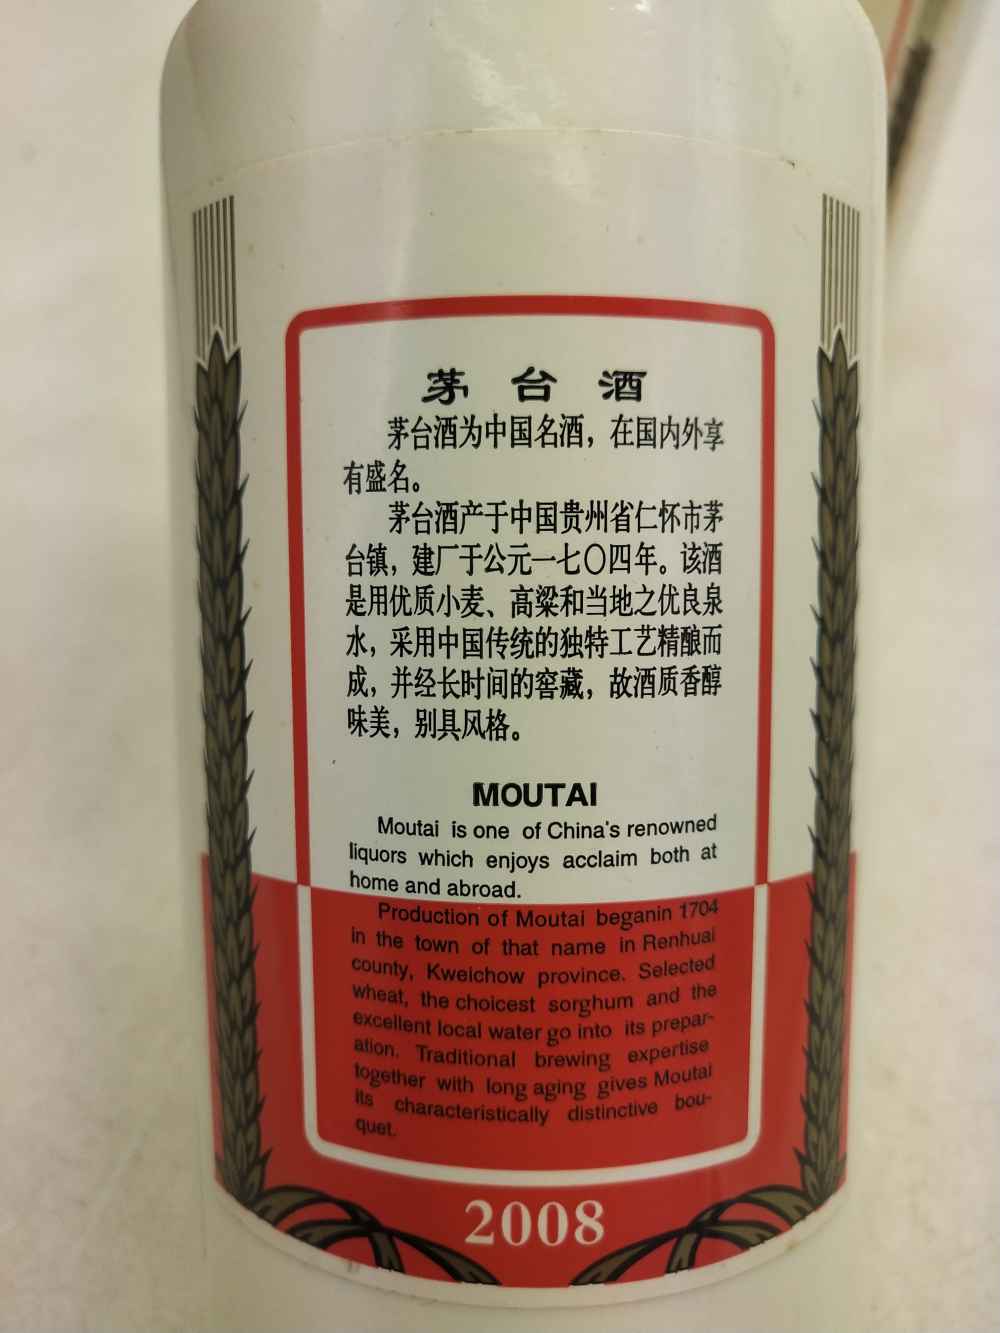 茅台酒
茅台酒为中国名酒，在国内外享
有盛名。
茅台酒产于中国贵州省仁怀市茅
台镇，建厂于公元一七〇四年。该酒
是用优质小麦、高粱和当地之优良泉
水，采用中国传统的独特工艺精酿而
成，并经长时间的窖藏，故酒质香醇
味美，别具风格。
MOUTAI
Moutai is one of China's renowned
liquors which enjoys acclaim both at
home and abroad.
Production of Moutai beganin 1704
in the town of that name in Renhuai
county, Kweichow province. Selected
wheat, the choicest sorghum and the
excellent local water go into its prepar-
ation. Traditional brewing expertise
together with long aging gives Moutai
its characteristically distinctive bou-
quet.
2008